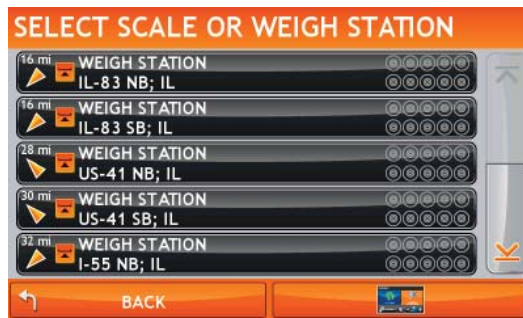 SELECT SCALE OR WEIGH STATION
16 mi WEIGH STATION
IL-83 NB; IL
16 mi WEIGH STATION
IL-83 SB; IL
28 mi WEIGH STATION
US-41 NB; IL
30 mi WEIGH STATION
US-41 SB; IL
32 mi WEIGH STATION
I-55 NB; IL
BACK